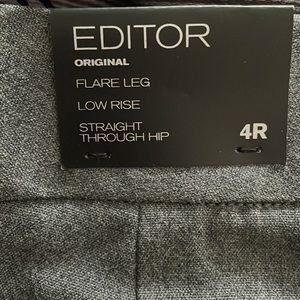 EDITOR
ORIGINAL
FLARE LEG
LOW RISE
STRAIGHT
THROUGH HIP
4R